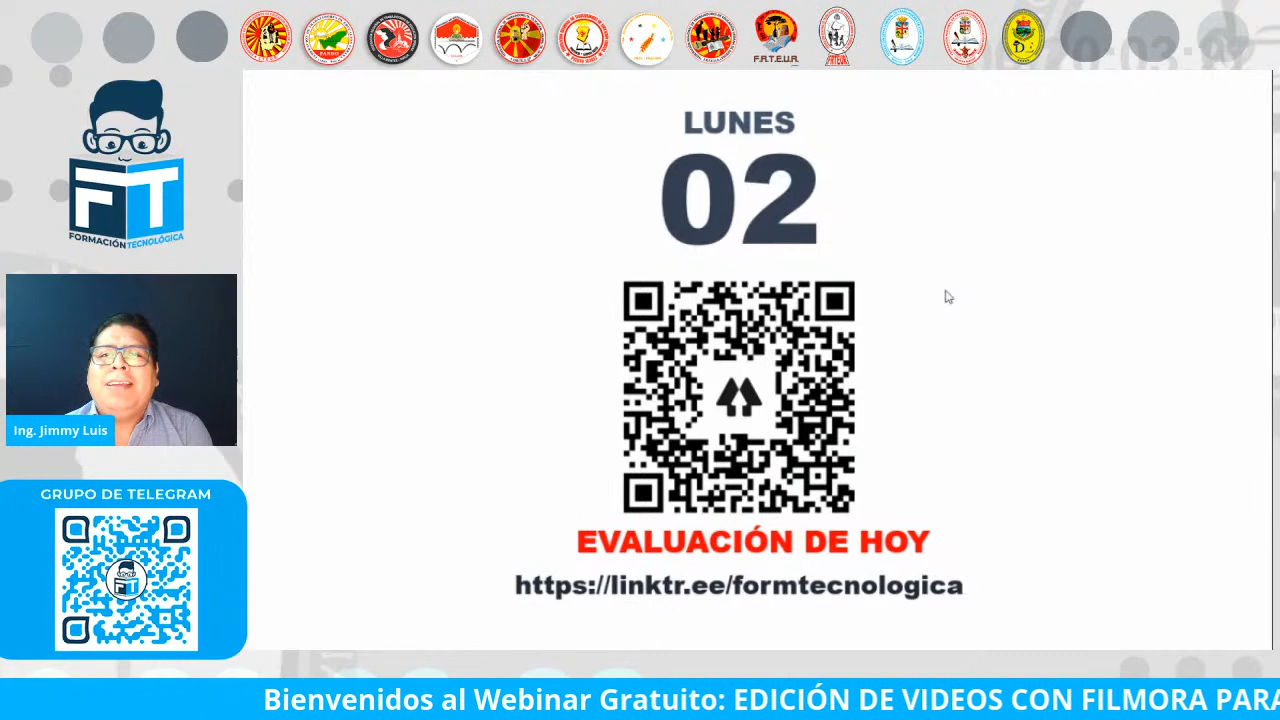 F.A.T.E.U.R.
LUNES
02
FT
FORMACIÓN TECNOLÓGICA
Ing. Jimmy Luis
GRUPO DE TELEGRAM
FT
EVALUACIÓN DE HOY
https://linktr.ee/formtecnologica
Bienvenidos al Webinar Gratuito: EDICIÓN DE VIDEOS CON FILMORA PARA